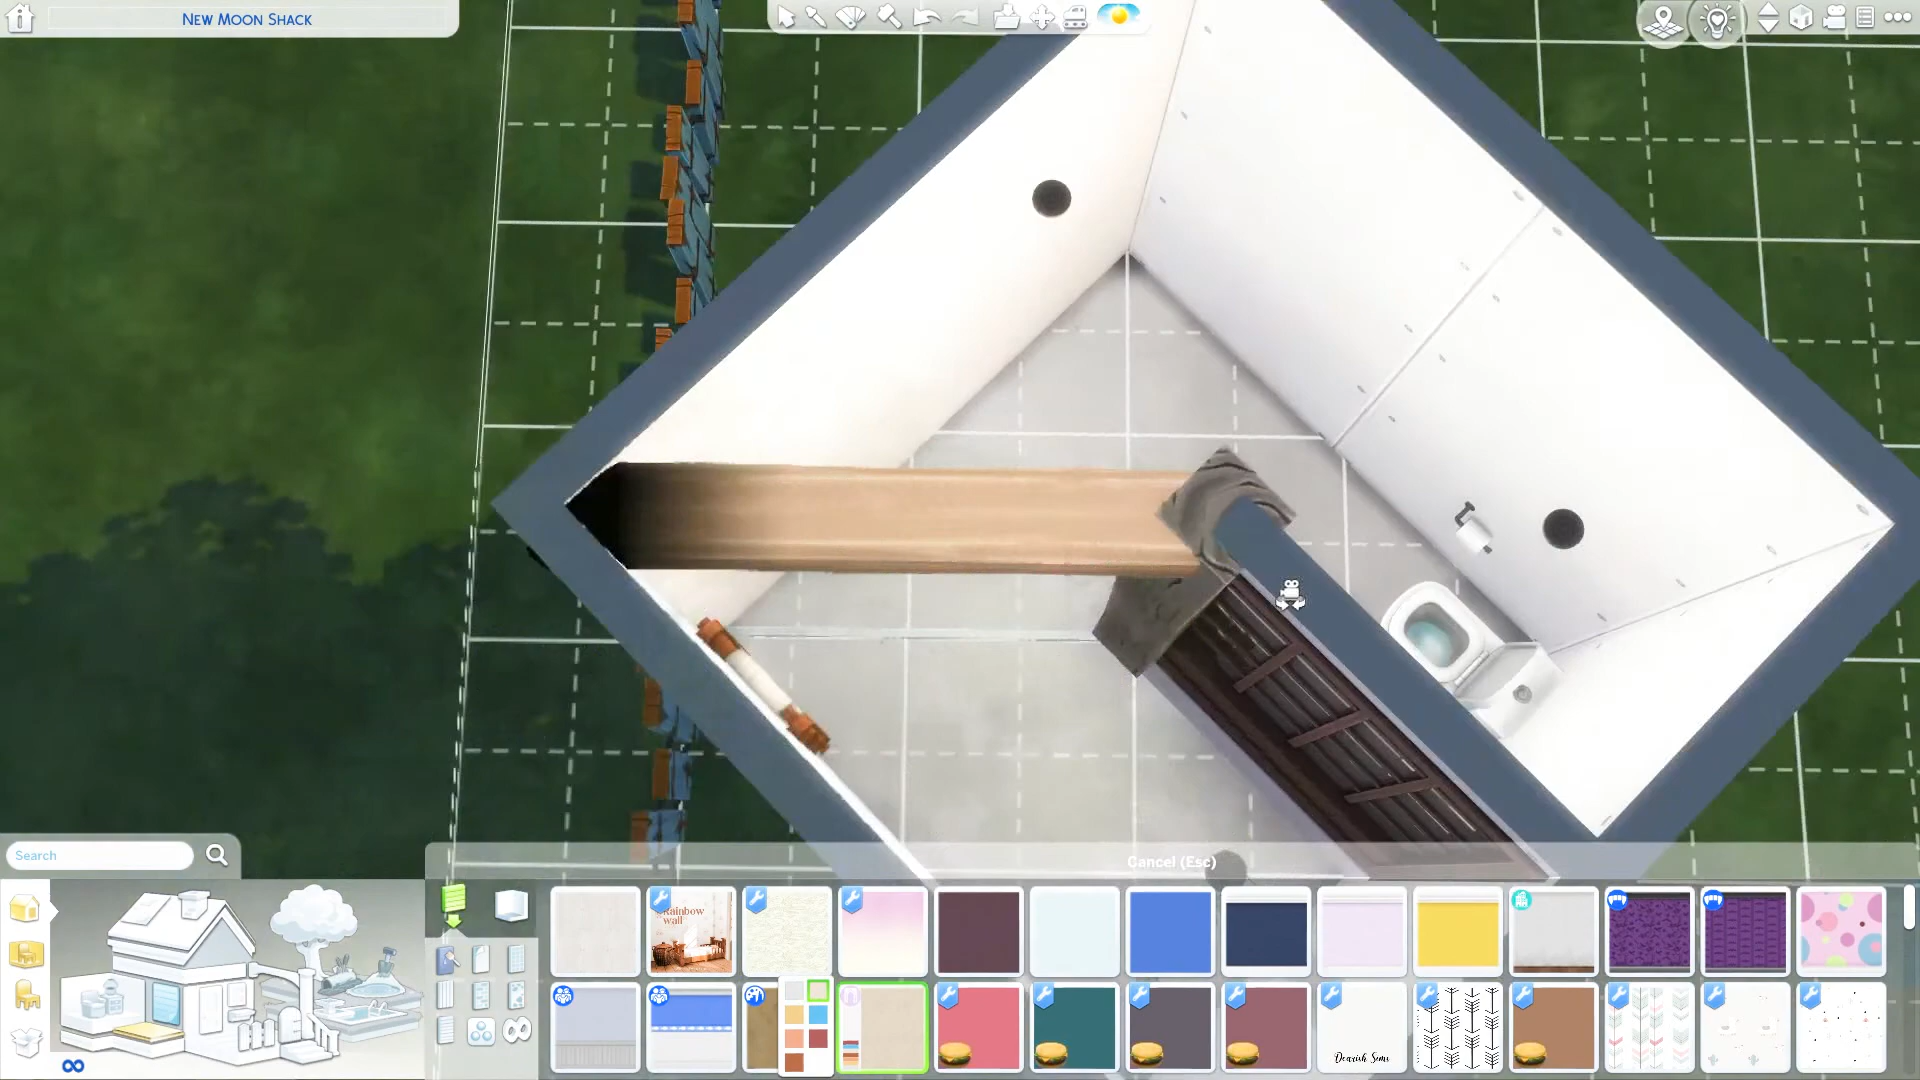 New Moon Shack
Cancel (Esc)
Search
Rainbow
wall
Dearish Sims